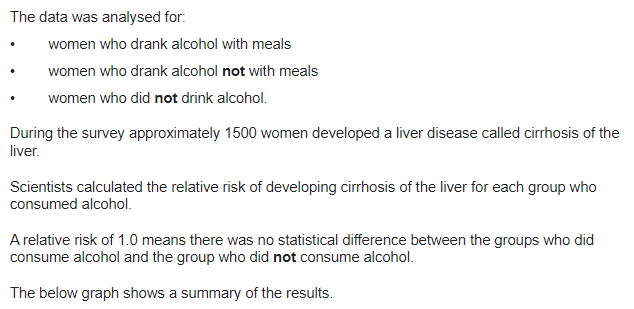 The data was analysed for:
• women who drank alcohol with meals
• women who drank alcohol not with meals
• women who did not drink alcohol.
During the survey approximately 1500 women developed a liver disease called cirrhosis of the
liver.
Scientists calculated the relative risk of developing cirrhosis of the liver for each group who
consumed alcohol.
A relative risk of 1.0 means there was no statistical difference between the groups who did
consume alcohol and the group who did not consume alcohol.
The below graph shows a summary of the results.